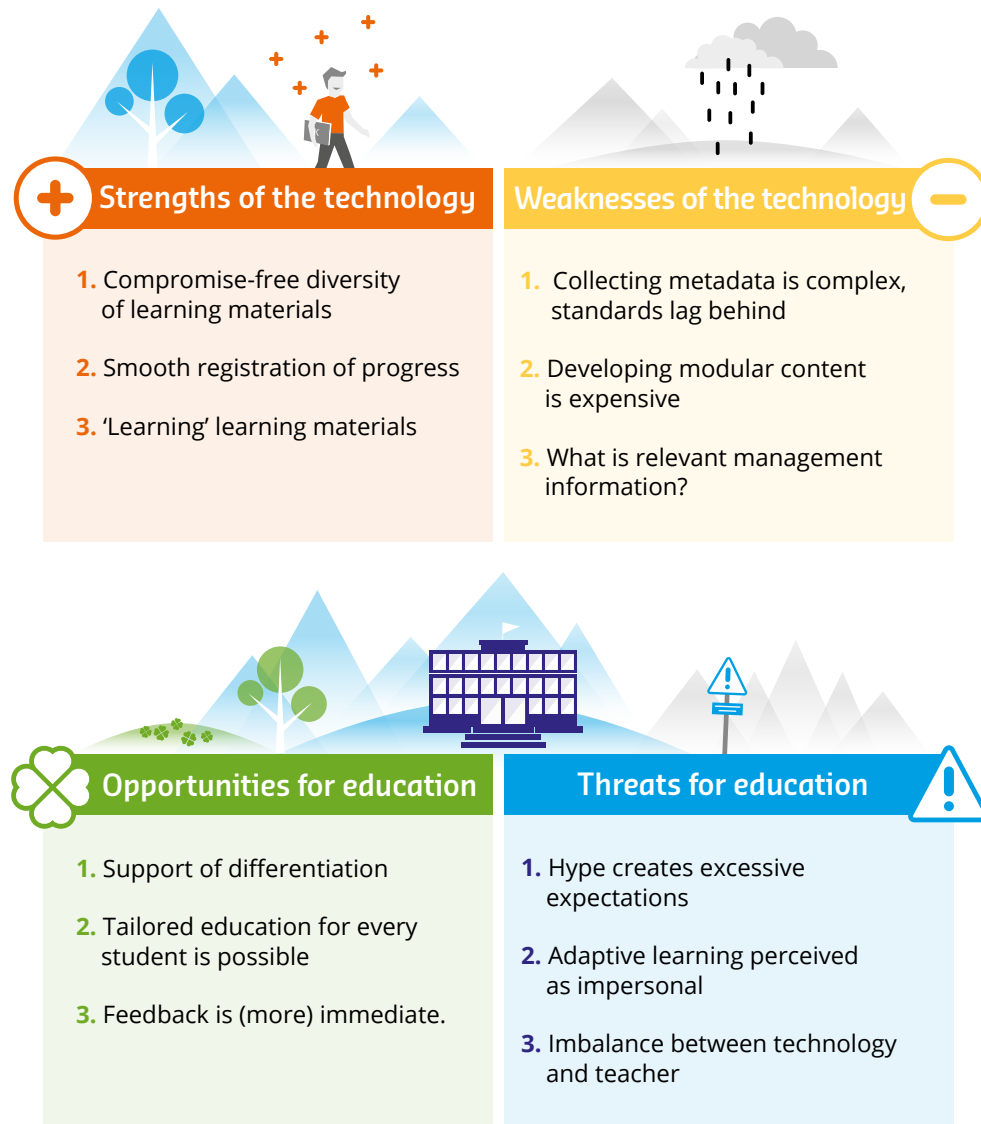 Strengths of the technology
1. Compromise-free diversity
of learning materials
2. Smooth registration of progress
3. ‘Learning’ learning materials
Weaknesses of the technology
1. Collecting metadata is complex,
standards lag behind
2. Developing modular content
is expensive
3. What is relevant management
information?
Opportunities for education
1. Support of differentiation
2. Tailored education for every
student is possible
3. Feedback is (more) immediate.
Threats for education
1. Hype creates excessive
expectations
2. Adaptive learning perceived
as impersonal
3. Imbalance between technology
and teacher